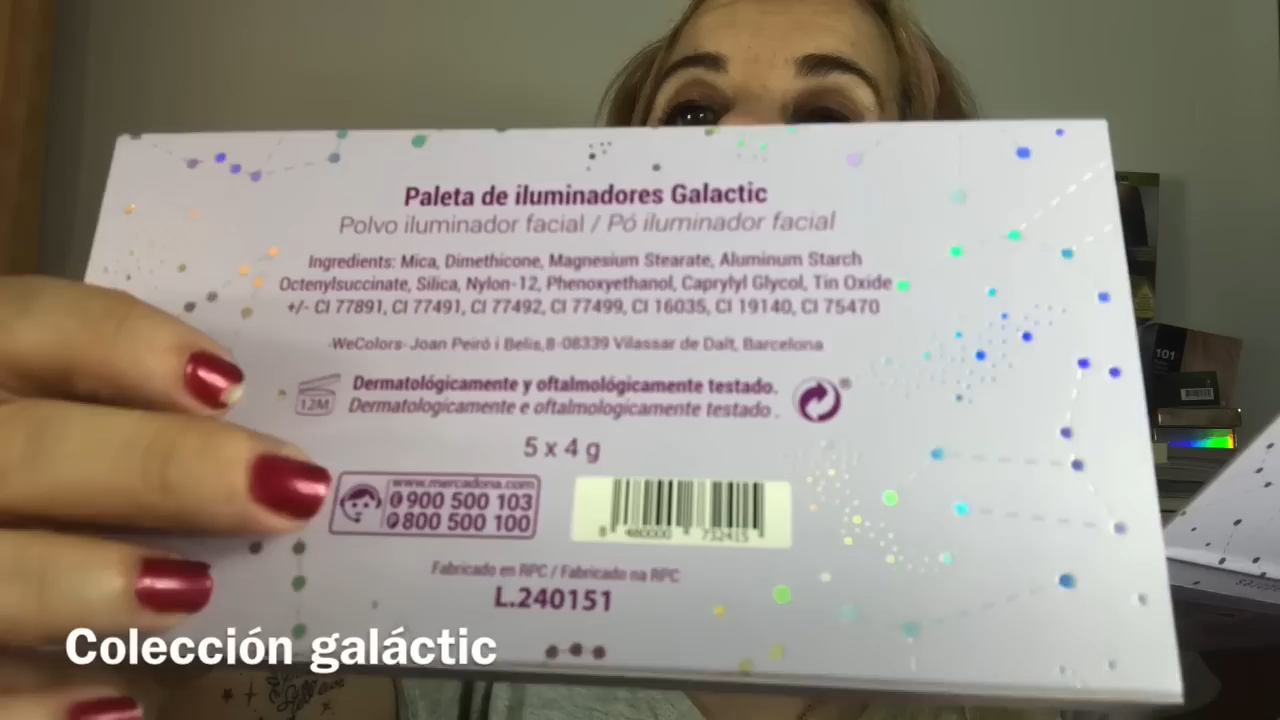 Paleta de iluminadores Galactic
Polvo iluminador facial / Pó iluminador facial
Ingredients: Mica, Dimethicone, Magnesium Stearate, Aluminum Starch
Octenylsuccinate, Silica, Nylon-12, Phenoxyethanol, Caprylyl Glycol, Tin Oxide
+/- CI 77891, CI 77491, CI 77492, CI 77499, CI 16035, CI 19140, CI 75470
-WeColors- Joan Peiró i Belis, 8-08339 Vilassar de Dalt, Barcelona
12M
Dermatológicamente y oftalmológicamente testado.
Dermatologicamente e oftalmologicamente testado.
5 x 4 g
www.mercadona.com
900 500 103
800 500 100
8 480000 732415
Fabricado en RPC / Fabricado na RPC
L.240151
101
Colección galáctic